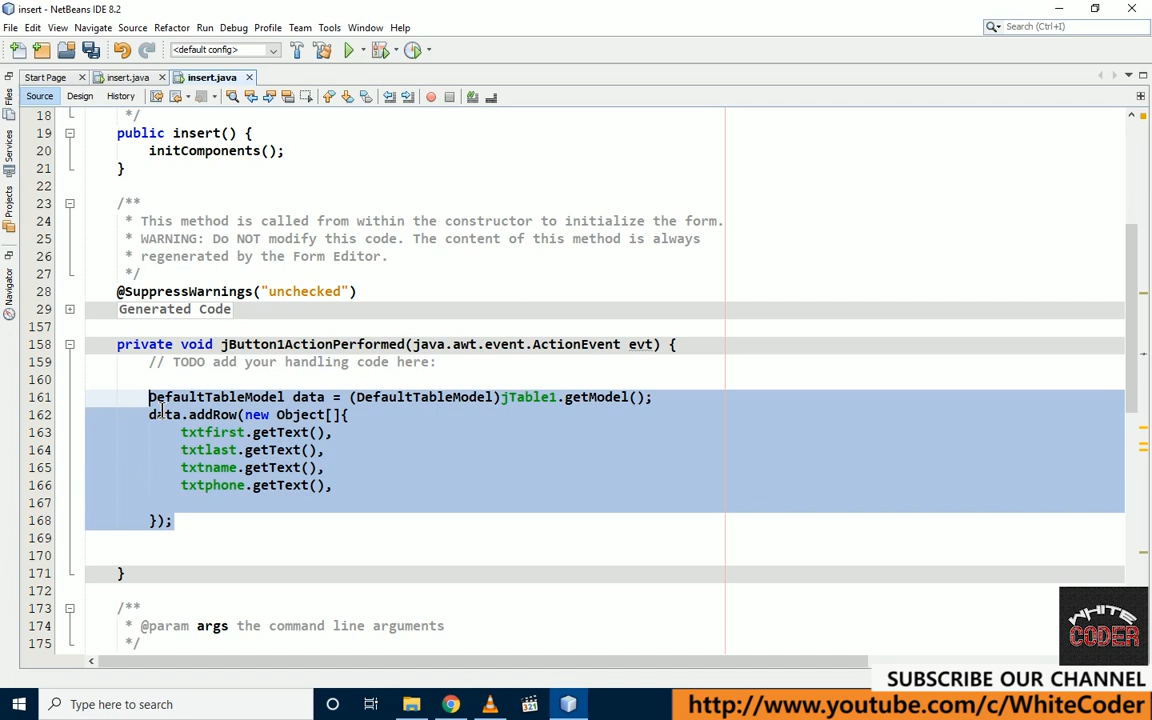 insert - NetBeans IDE 8.2
File Edit View Navigate Source Refactor Run Debug Profile Team Tools Window Help
Search (Ctrl+I)
<default config>
Start Page insert.java insert.java
Source Design History
Files
Services
Projects
Navigator
18 */
19 public insert() {
20 initComponents();
21 }
22
23 /**
24 * This method is called from within the constructor to initialize the form.
25 * WARNING: Do NOT modify this code. The content of this method is always
26 * regenerated by the Form Editor.
27 */
28 @SuppressWarnings("unchecked")
29 Generated Code
157
158 private void jButton1ActionPerformed(java.awt.event.ActionEvent evt) {
159 // TODO add your handling code here:
160
161 DefaultTableModel data = (DefaultTableModel)jTable1.getModel();
162 data.addRow(new Object[]{
163 txtfirst.getText(),
164 txtlast.getText(),
165 txtname.getText(),
166 txtphone.getText(),
167
168 });
169
170
171 }
172
173 /**
174 * @param args the command line arguments
175 */
WHITE
CODER
SUBSCRIBE OUR CHANNEL
Type here to search
321
http://www.youtube.com/c/WhiteCoder